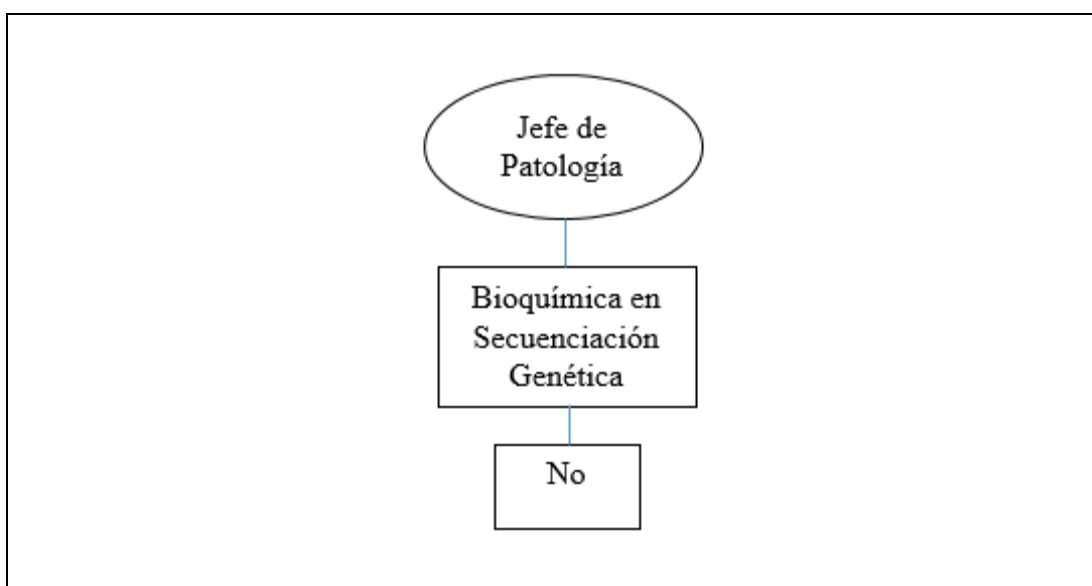 Jefe de
Patología
Bioquímica en
Secuenciación
Genética
No